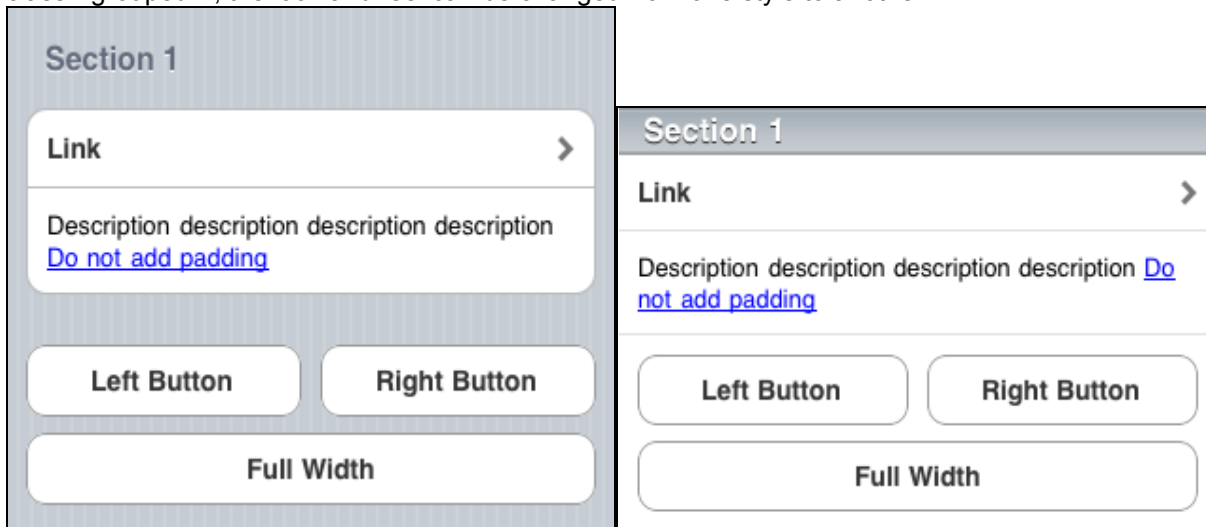 Section 1
Link
Description description description description
Do not add padding
Left Button
Right Button
Full Width
Section 1
Link
Description description description description Do
not add padding
Left Button
Right Button
Full Width